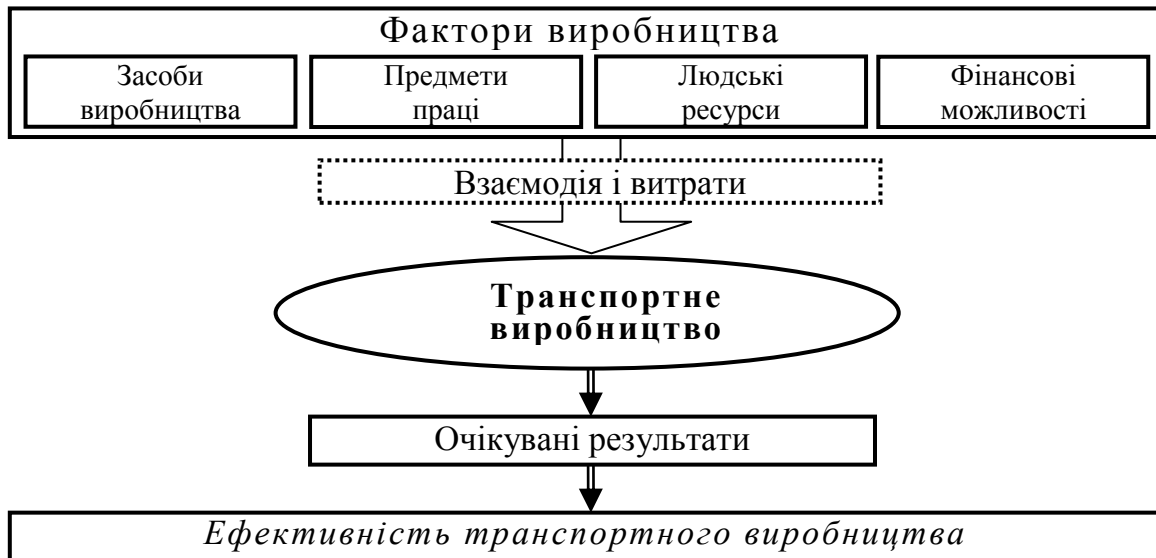 Фактори виробництва
Засоби
виробництва
Предмети
праці
Людські
ресурси
Фінансові
можливості
Взаємодія і витрати
Транспортне
виробництво
Очікувані результати
Ефективність транспортного виробництва